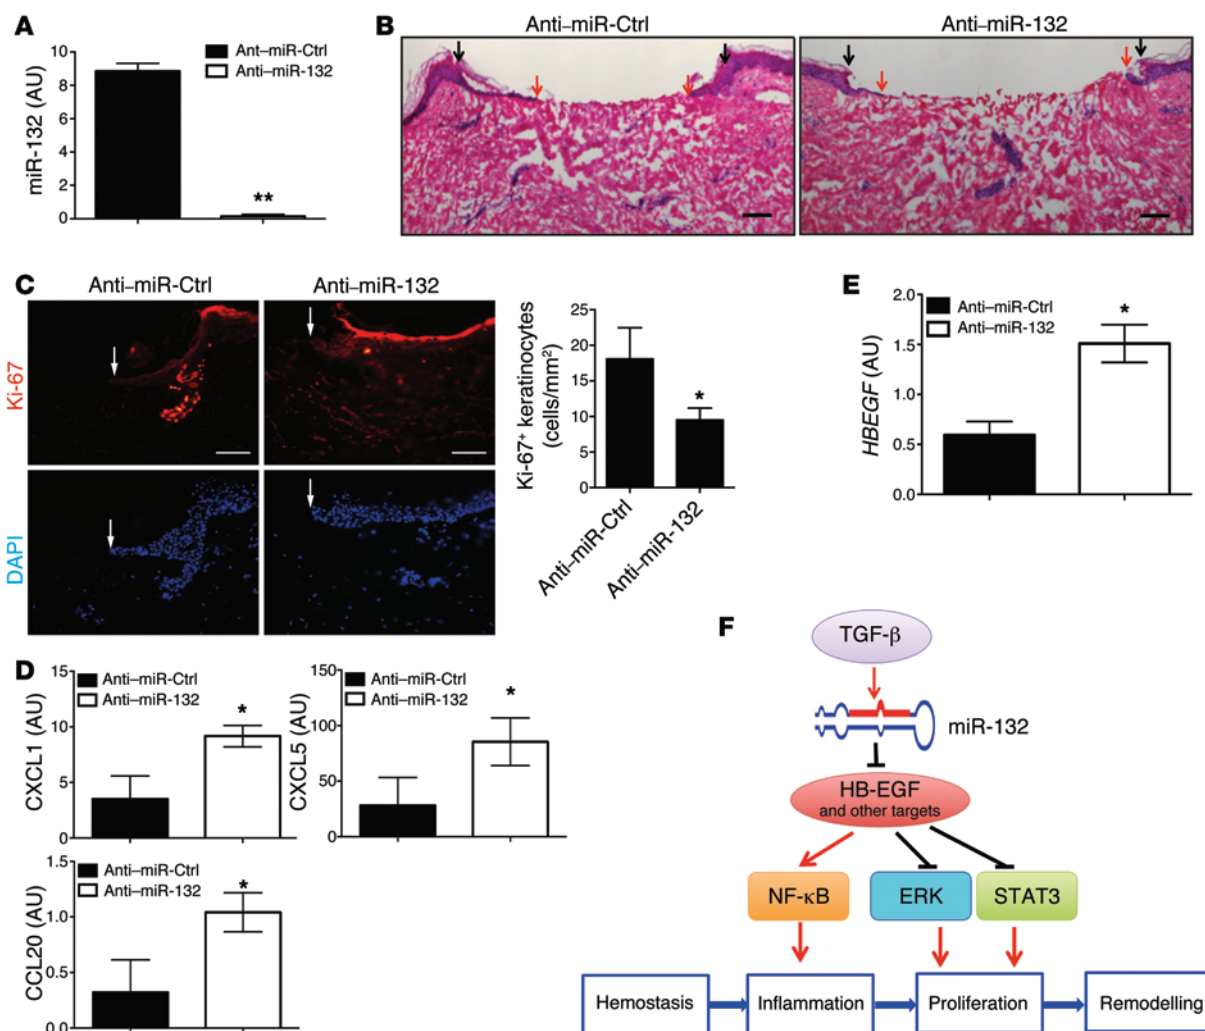 A
Anti–miR-Ctrl
Anti–miR-132
miR-132 (AU)
10
8
6
4
2
0
**
B
Anti–miR-Ctrl
Anti–miR-132
C
Anti–miR-Ctrl
Anti–miR-132
Ki-67
DAPI
Ki-67+ keratinocytes
(cells/mm²)
25
20
15
10
5
0
*
Anti–miR-Ctrl
Anti–miR-132
E
Anti–miR-Ctrl
Anti–miR-132
HBEGF (AU)
2.0
1.5
1.0
0.5
0.0
*
D
Anti–miR-Ctrl
Anti–miR-132
CXCL1 (AU)
15
10
5
0
*
Anti–miR-Ctrl
Anti–miR-132
CXCL5 (AU)
150
100
50
0
*
Anti–miR-Ctrl
Anti–miR-132
CCL20 (AU)
1.5
1.0
0.5
0.0
*
F
TGF-β
miR-132
HB-EGF
and other targets
NF-κB
ERK
STAT3
Hemostasis
Inflammation
Proliferation
Remodelling